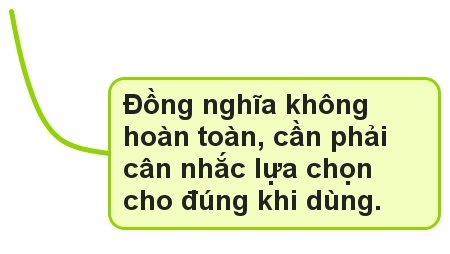 Đồng nghĩa không
hoàn toàn, cần phải
cân nhắc lựa chọn
cho đúng khi dùng.